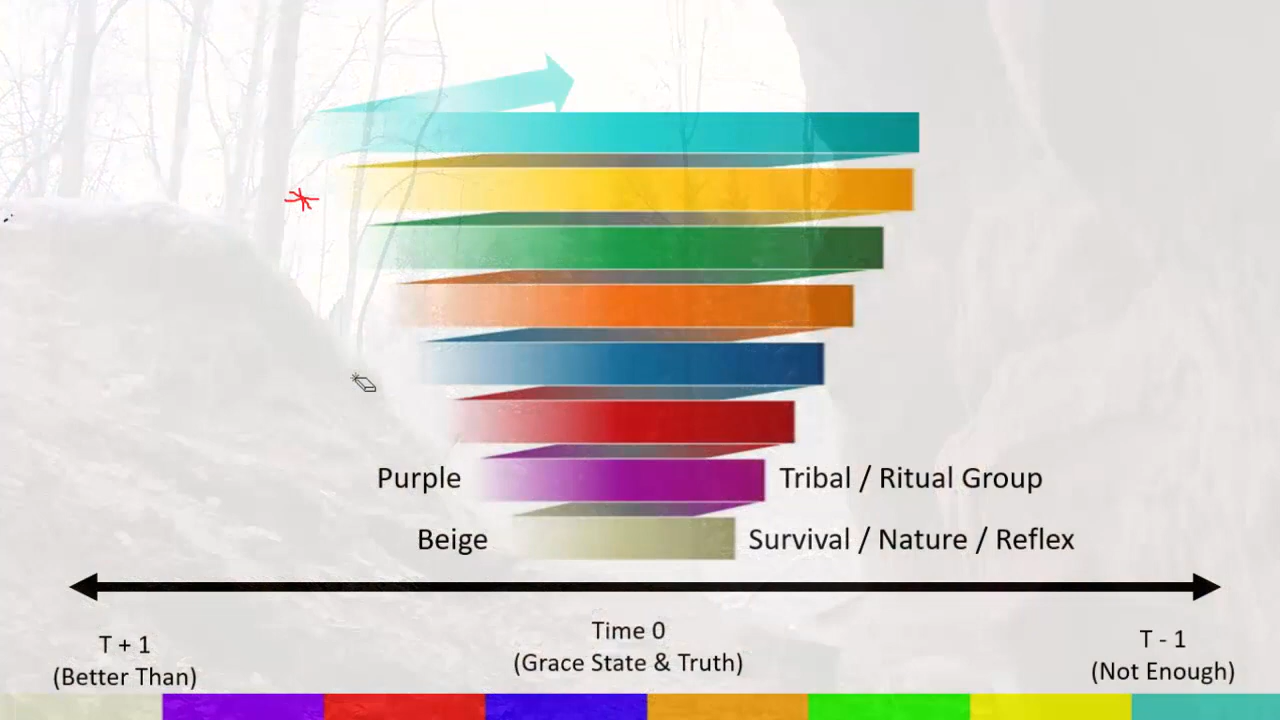 Purple
Tribal / Ritual Group
Beige
Survival / Nature / Reflex
T + 1
(Better Than)
Time 0
(Grace State & Truth)
T - 1
(Not Enough)